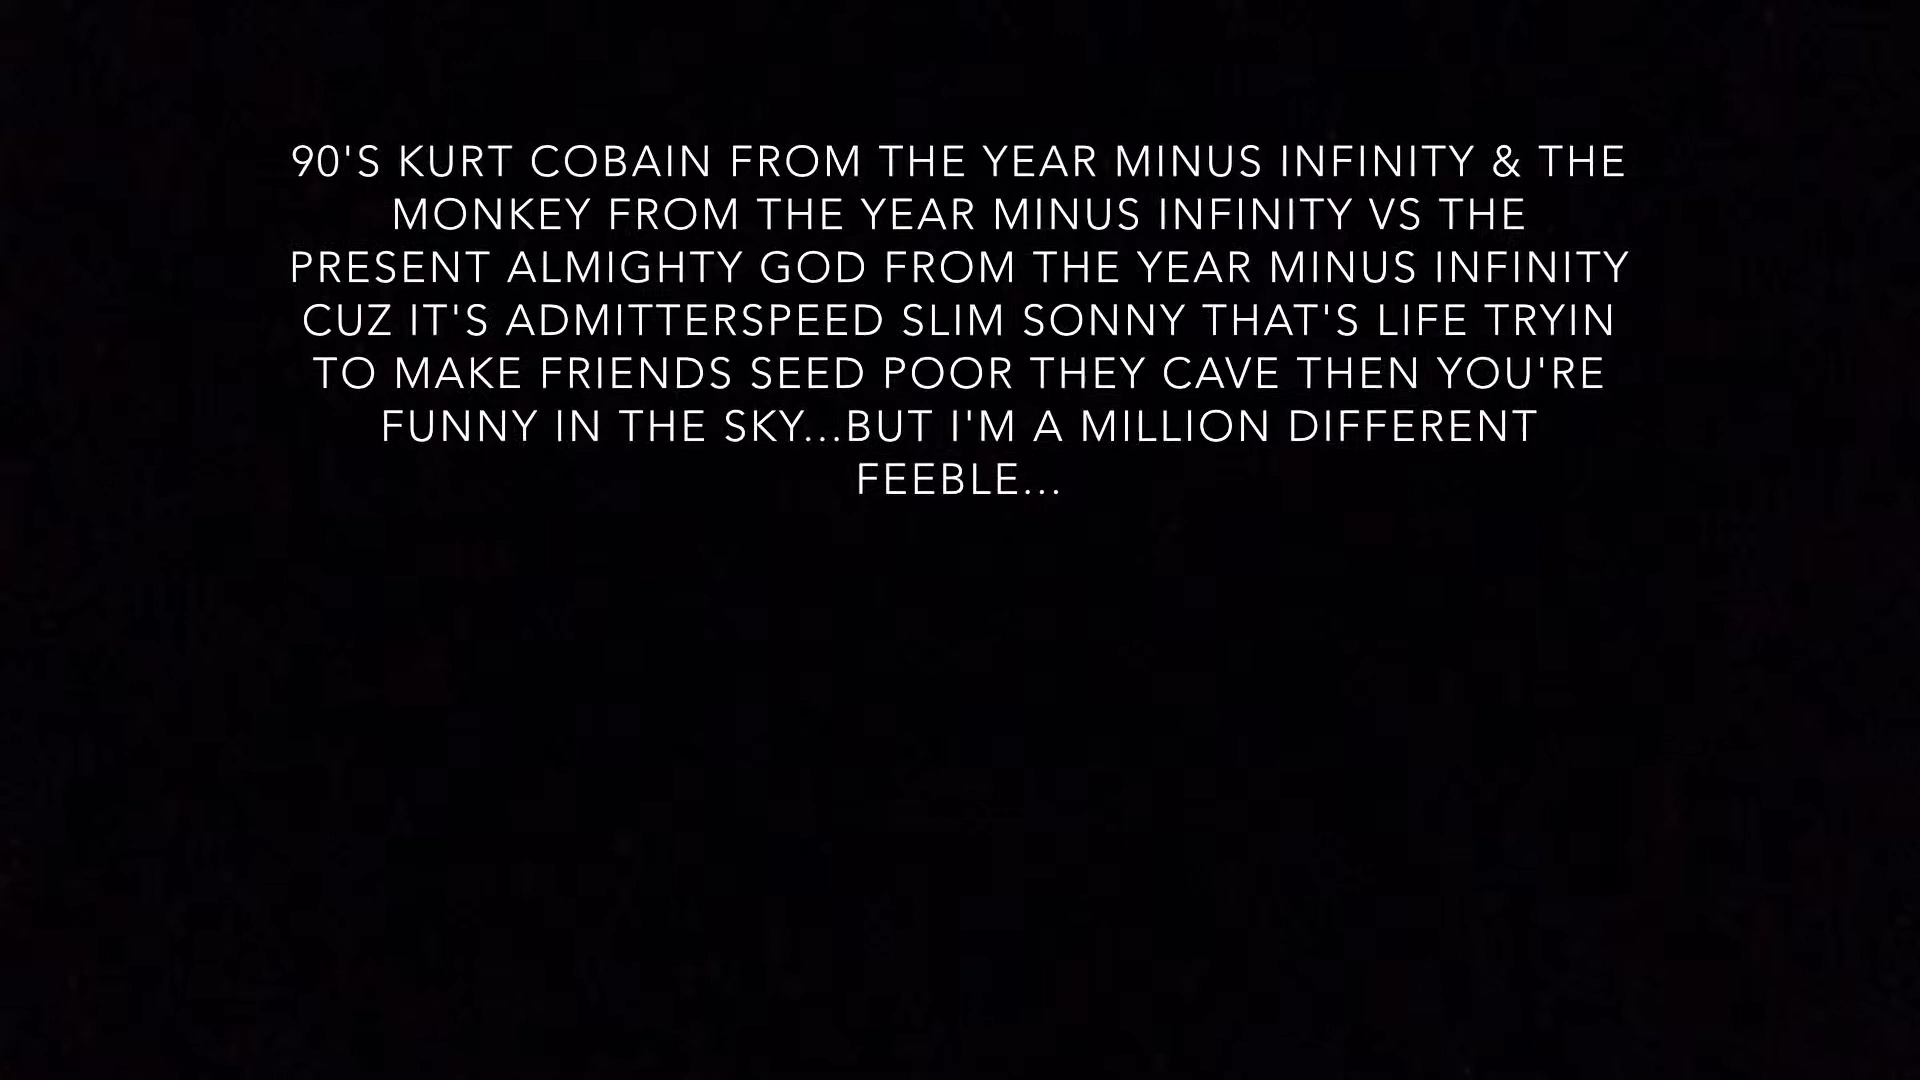 90'S KURT COBAIN FROM THE YEAR MINUS INFINITY & THE
MONKEY FROM THE YEAR MINUS INFINITY VS THE
PRESENT ALMIGHTY GOD FROM THE YEAR MINUS INFINITY
CUZ IT'S ADMITTERSPEED SLIM SONNY THAT'S LIFE TRYIN
TO MAKE FRIENDS SEED POOR THEY CAVE THEN YOU'RE
FUNNY IN THE SKY...BUT I'M A MILLION DIFFERENT
FEEBLE...